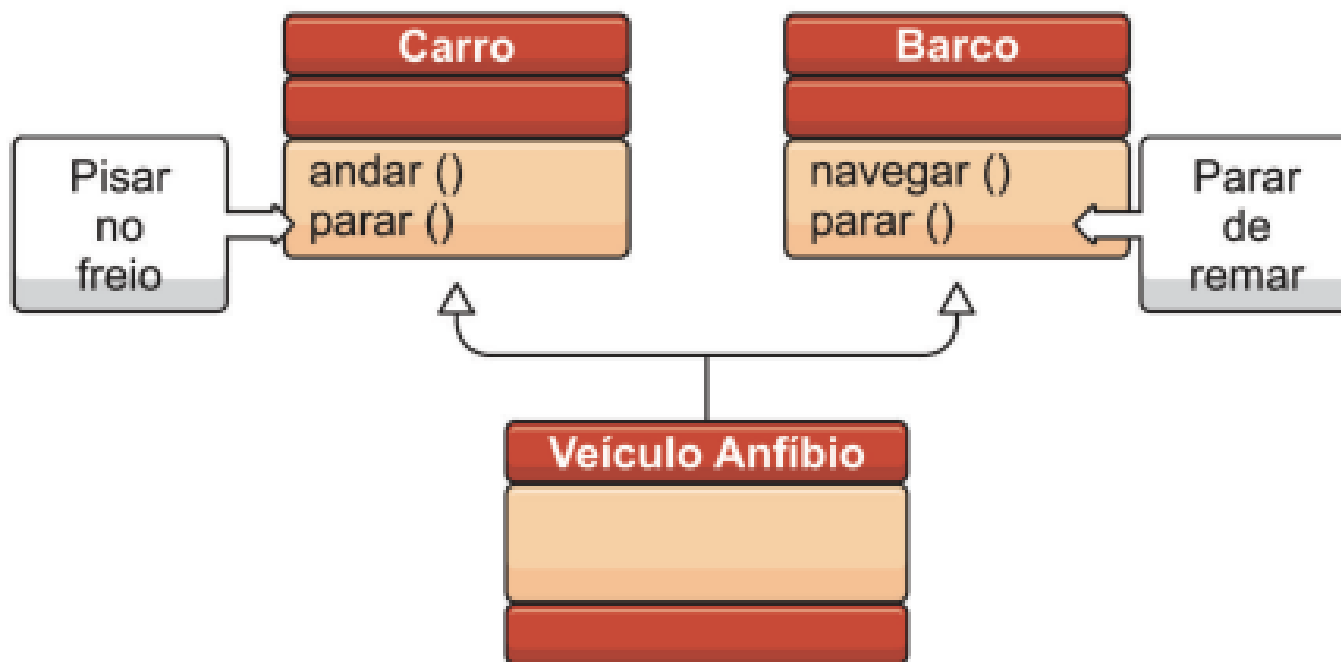 Carro
Barco
Pisar
no
freio
andar ()
parar ()
navegar ()
parar ()
Parar
de
remar
Veículo Anfíbio